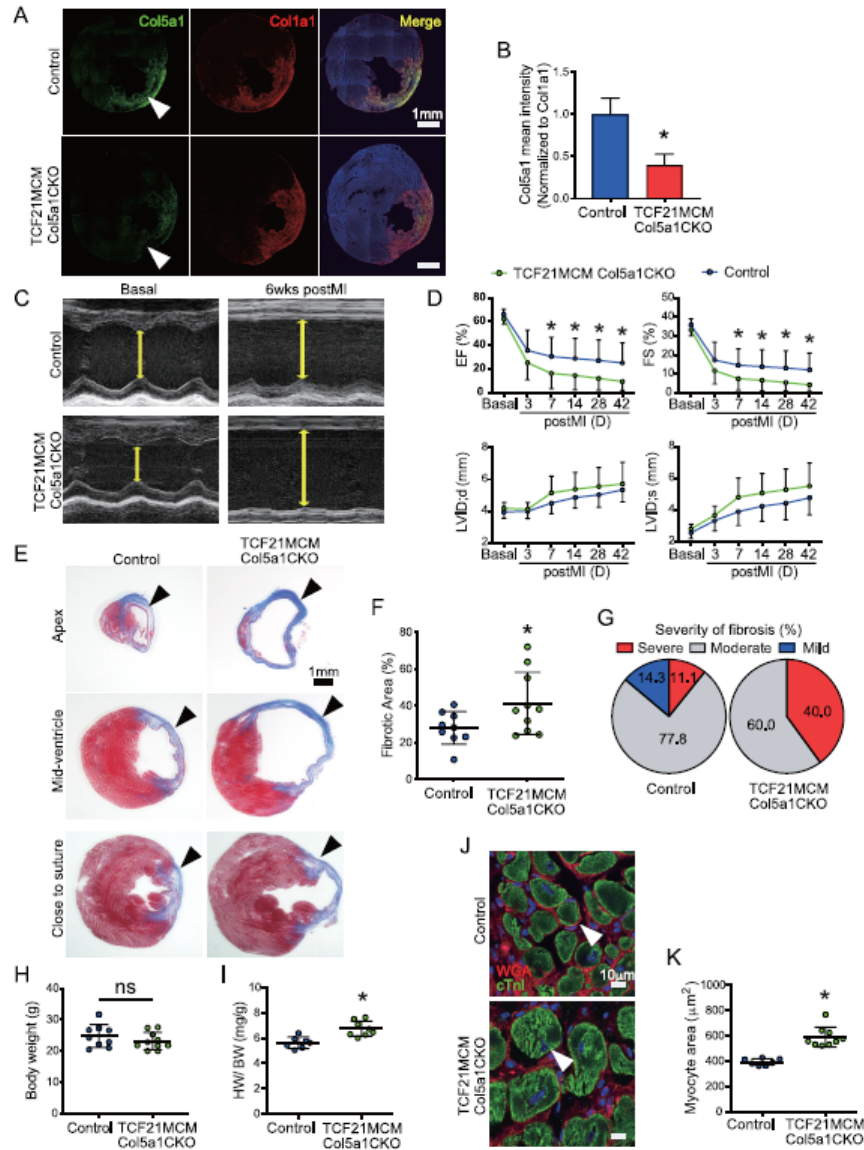 A
Col5a1
Col1a1
Merge
Control
1mm
TCF21MCM
Col5a1CKO
B
Col5a1 mean intensity
(Normalized to Col1a1)
1.5
1.0
0.5
0.0
*
Control
TCF21MCM
Col5a1CKO
C
Basal
6wks postMI
Control
TCF21MCM
Col5a1CKO
D
TCF21MCM Col5a1CKO
Control
EF (%)
80
60
40
20
0
* * * *
Basal 3 7 14 28 42
postMI (D)
FS (%)
50
40
30
20
10
0
* * * *
Basal 3 7 14 28 42
postMI (D)
LVID;d (mm)
8
6
4
2
Basal 3 7 14 28 42
postMI (D)
LVID;s (mm)
8
6
4
2
Basal 3 7 14 28 42
postMI (D)
E
Control
TCF21MCM
Col5a1CKO
Apex
1mm
Mid-ventricle
Close to suture
F
Fibrotic Area (%)
80
60
40
20
0
*
Control
TCF21MCM
Col5a1CKO
G
Severity of fibrosis (%)
Severe Moderate Mild
14.3 11.1
77.8
Control
60.0 40.0
TCF21MCM
Col5a1CKO
H
Body weight (g)
40
30
20
10
0
ns
Control
TCF21MCM
Col5a1CKO
I
HW/ BW (mg/g)
10
8
6
4
2
0
*
Control
TCF21MCM
Col5a1CKO
J
Control
WGA
cTnI
10μm
TCF21MCM
Col5a1CKO
K
Myocyte area (μm2)
1000
800
600
400
200
0
*
Control
TCF21MCM
Col5a1CKO